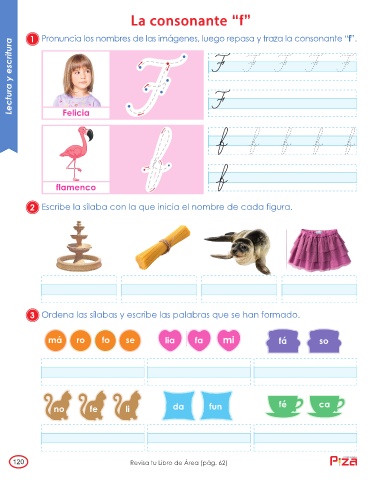 La consonante “f”
Lectura y escritura
1 Pronuncia los nombres de las imágenes, luego repasa y traza la consonante “f”.
F
F F F F F
Felicia
F
f
f f f f f
flamenco
f
2 Escribe la sílaba con la que inicia el nombre de cada figura.
3 Ordena las sílabas y escribe las palabras que se han formado.
má ro fo se lia fa mi fá so
no fe li da fun fé ca
120
Revisa tu Libro de Área (pág. 62)
Piza